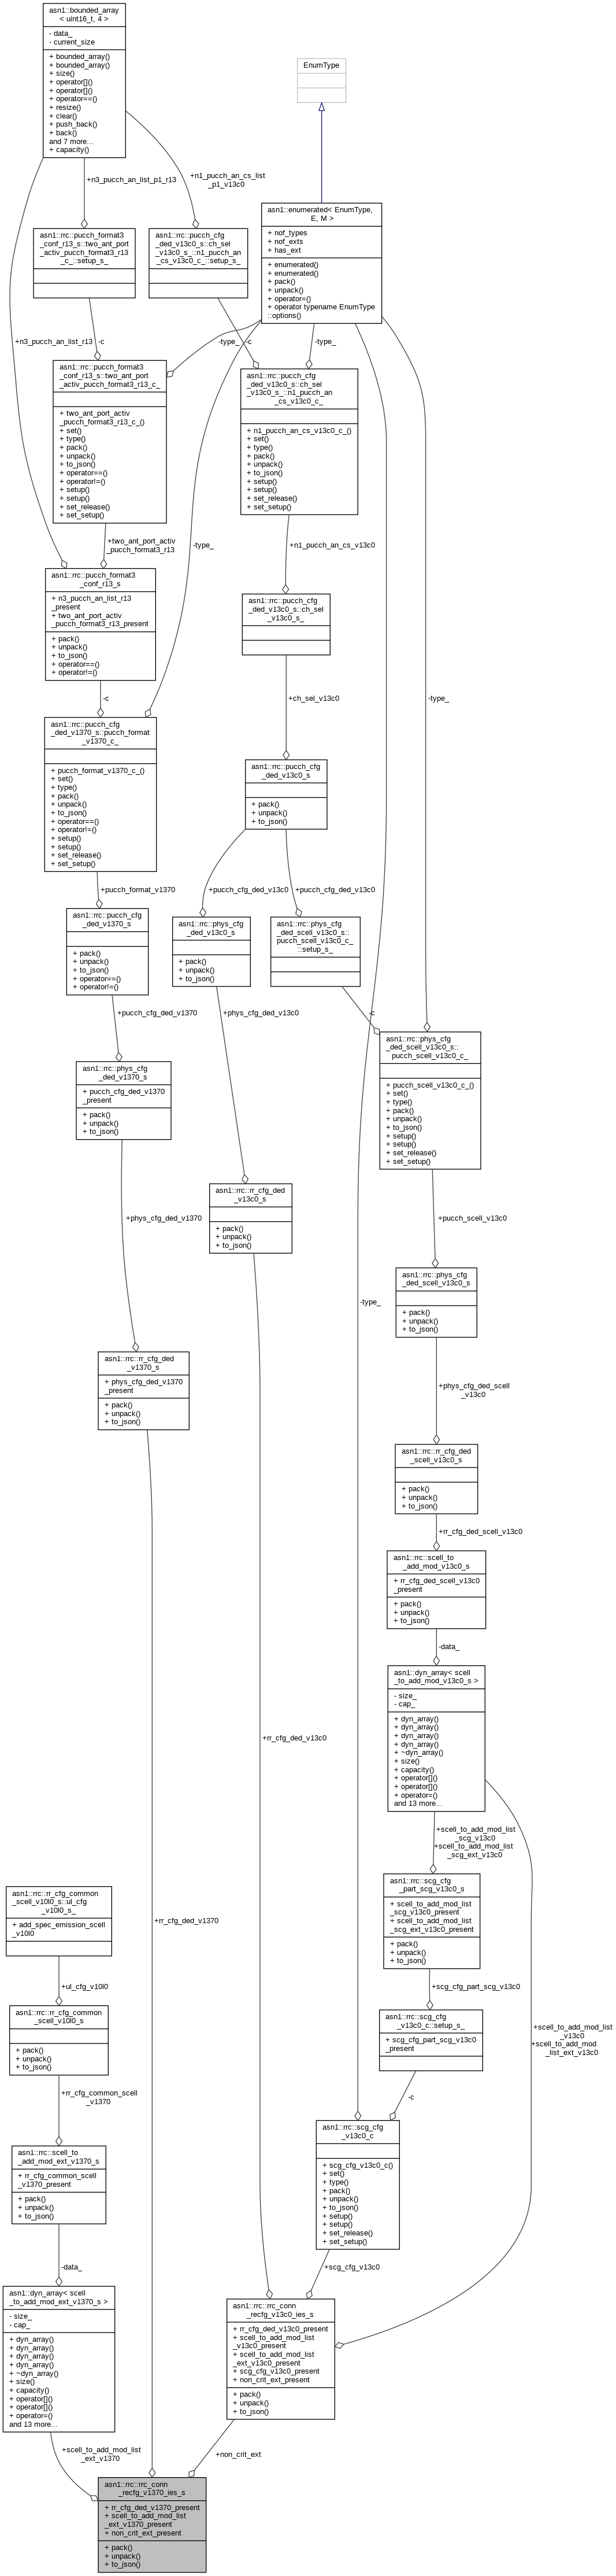 asn1::bounded_array
< uint16_t, 4 >
- data_
- current_size
+ bounded_array()
+ bounded_array()
+ size()
+ operator[]()
+ operator[]()
+ operator==()
+ resize()
+ clear()
+ push_back()
+ back()
and 7 more...
+ capacity()
EnumType
+n3_pucch_an_list_p1_r13
+n1_pucch_an_cs_list
_p1_v13c0
asn1::enumerated< EnumType,
E, M >
+ nof_types
+ nof_exts
+ has_ext
+ enumerated()
+ enumerated()
+ pack()
+ unpack()
+ operator=()
+ operator typename EnumType
::options()
asn1::rrc::pucch_format3
_conf_r13_s::two_ant_port
_activ_pucch_format3_r13
_c_::setup_s_
asn1::rrc::pucch_cfg
_ded_v13c0_s::ch_sel
_v13c0_s_::n1_pucch_an
_cs_v13c0_c_::setup_s_
+n3_pucch_an_list_r13
-c
-type_
-c
-type_
asn1::rrc::pucch_format3
_conf_r13_s::two_ant_port
_activ_pucch_format3_r13_c_
+ two_ant_port_activ
_pucch_format3_r13_c_()
+ set()
+ type()
+ pack()
+ unpack()
+ to_json()
+ operator==()
+ operator!=()
+ setup()
+ setup()
+ set_release()
+ set_setup()
asn1::rrc::pucch_cfg
_ded_v13c0_s::ch_sel
_v13c0_s_::n1_pucch_an
_cs_v13c0_c_
+ n1_pucch_an_cs_v13c0_c_()
+ set()
+ type()
+ pack()
+ unpack()
+ to_json()
+ setup()
+ setup()
+ set_release()
+ set_setup()
+two_ant_port_activ
_pucch_format3_r13
-type_
+n1_pucch_an_cs_v13c0
asn1::rrc::pucch_format3
_conf_r13_s
+ n3_pucch_an_list_r13
_present
+ two_ant_port_activ
_pucch_format3_r13_present
+ pack()
+ unpack()
+ to_json()
+ operator==()
+ operator!=()
asn1::rrc::pucch_cfg
_ded_v13c0_s::ch_sel
_v13c0_s_
-c
+ch_sel_v13c0
-type_
asn1::rrc::pucch_cfg
_ded_v1370_s::pucch_format
_v1370_c_
+ pucch_format_v1370_c_()
+ set()
+ type()
+ pack()
+ unpack()
+ to_json()
+ operator==()
+ operator!=()
+ setup()
+ setup()
+ set_release()
+ set_setup()
asn1::rrc::pucch_cfg
_ded_v13c0_s
+ pack()
+ unpack()
+ to_json()
+pucch_format_v1370
+pucch_cfg_ded_v13c0
+pucch_cfg_ded_v13c0
asn1::rrc::pucch_cfg
_ded_v1370_s
+ pack()
+ unpack()
+ to_json()
+ operator==()
+ operator!=()
asn1::rrc::phys_cfg
_ded_v13c0_s
+ pack()
+ unpack()
+ to_json()
asn1::rrc::phys_cfg
_ded_scell_v13c0_s::
pucch_scell_v13c0_c_
::setup_s_
+pucch_cfg_ded_v1370
+phys_cfg_ded_v13c0
-c
asn1::rrc::phys_cfg
_ded_v1370_s
+ pucch_cfg_ded_v1370
_present
+ pack()
+ unpack()
+ to_json()
asn1::rrc::phys_cfg
_ded_scell_v13c0_s::
pucch_scell_v13c0_c_
+ pucch_scell_v13c0_c_()
+ set()
+ type()
+ pack()
+ unpack()
+ to_json()
+ setup()
+ setup()
+ set_release()
+ set_setup()
+phys_cfg_ded_v1370
asn1::rrc::rr_cfg_ded
_v13c0_s
+ pack()
+ unpack()
+ to_json()
+pucch_scell_v13c0
-type_
asn1::rrc::phys_cfg
_ded_scell_v13c0_s
+ pack()
+ unpack()
+ to_json()
asn1::rrc::rr_cfg_ded
_v1370_s
+ phys_cfg_ded_v1370
_present
+ pack()
+ unpack()
+ to_json()
+phys_cfg_ded_scell
_v13c0
asn1::rrc::rr_cfg_ded
_scell_v13c0_s
+ pack()
+ unpack()
+ to_json()
+rr_cfg_ded_scell_v13c0
asn1::rrc::scell_to
_add_mod_v13c0_s
+ rr_cfg_ded_scell_v13c0
_present
+ pack()
+ unpack()
+ to_json()
-data_
asn1::dyn_array< scell
_to_add_mod_v13c0_s >
- size_
- cap_
+ dyn_array()
+ dyn_array()
+ dyn_array()
+ dyn_array()
+ ~dyn_array()
+ size()
+ capacity()
+ operator[]()
+ operator[]()
+ operator=()
and 13 more...
+rr_cfg_ded_v13c0
+scell_to_add_mod_list
_scg_v13c0
+scell_to_add_mod_list
_scg_ext_v13c0
asn1::rrc::scg_cfg
_part_scg_v13c0_s
+ scell_to_add_mod_list
_scg_v13c0_present
+ scell_to_add_mod_list
_scg_ext_v13c0_present
+ pack()
+ unpack()
+ to_json()
asn1::rrc::rr_cfg_common
_scell_v10l0_s::ul_cfg
_v10l0_s_
+ add_spec_emission_scell
_v10l0
+rr_cfg_ded_v1370
+ul_cfg_v10l0
+scg_cfg_part_scg_v13c0
asn1::rrc::rr_cfg_common
_scell_v10l0_s
+ pack()
+ unpack()
+ to_json()
asn1::rrc::scg_cfg
_v13c0_c::setup_s_
+ scg_cfg_part_scg_v13c0
_present
+scell_to_add_mod_list
_v13c0
+scell_to_add_mod
_list_ext_v13c0
+rr_cfg_common_scell
_v1370
-c
asn1::rrc::scell_to
_add_mod_ext_v1370_s
+ rr_cfg_common_scell
_v1370_present
+ pack()
+ unpack()
+ to_json()
asn1::rrc::scg_cfg
_v13c0_c
+ scg_cfg_v13c0_c()
+ set()
+ type()
+ pack()
+ unpack()
+ to_json()
+ setup()
+ setup()
+ set_release()
+ set_setup()
-data_
+scg_cfg_v13c0
asn1::dyn_array< scell
_to_add_mod_ext_v1370_s >
- size_
- cap_
+ dyn_array()
+ dyn_array()
+ dyn_array()
+ dyn_array()
+ ~dyn_array()
+ size()
+ capacity()
+ operator[]()
+ operator[]()
+ operator=()
and 13 more...
asn1::rrc::rrc_conn
_recfg_v13c0_ies_s
+ rr_cfg_ded_v13c0_present
+ scell_to_add_mod_list
_v13c0_present
+ scell_to_add_mod_list
_ext_v13c0_present
+ scg_cfg_v13c0_present
+ non_crit_ext_present
+ pack()
+ unpack()
+ to_json()
+scell_to_add_mod_list
_ext_v1370
+non_crit_ext
asn1::rrc::rrc_conn
_recfg_v1370_ies_s
+ rr_cfg_ded_v1370_present
+ scell_to_add_mod_list
_ext_v1370_present
+ non_crit_ext_present
+ pack()
+ unpack()
+ to_json()